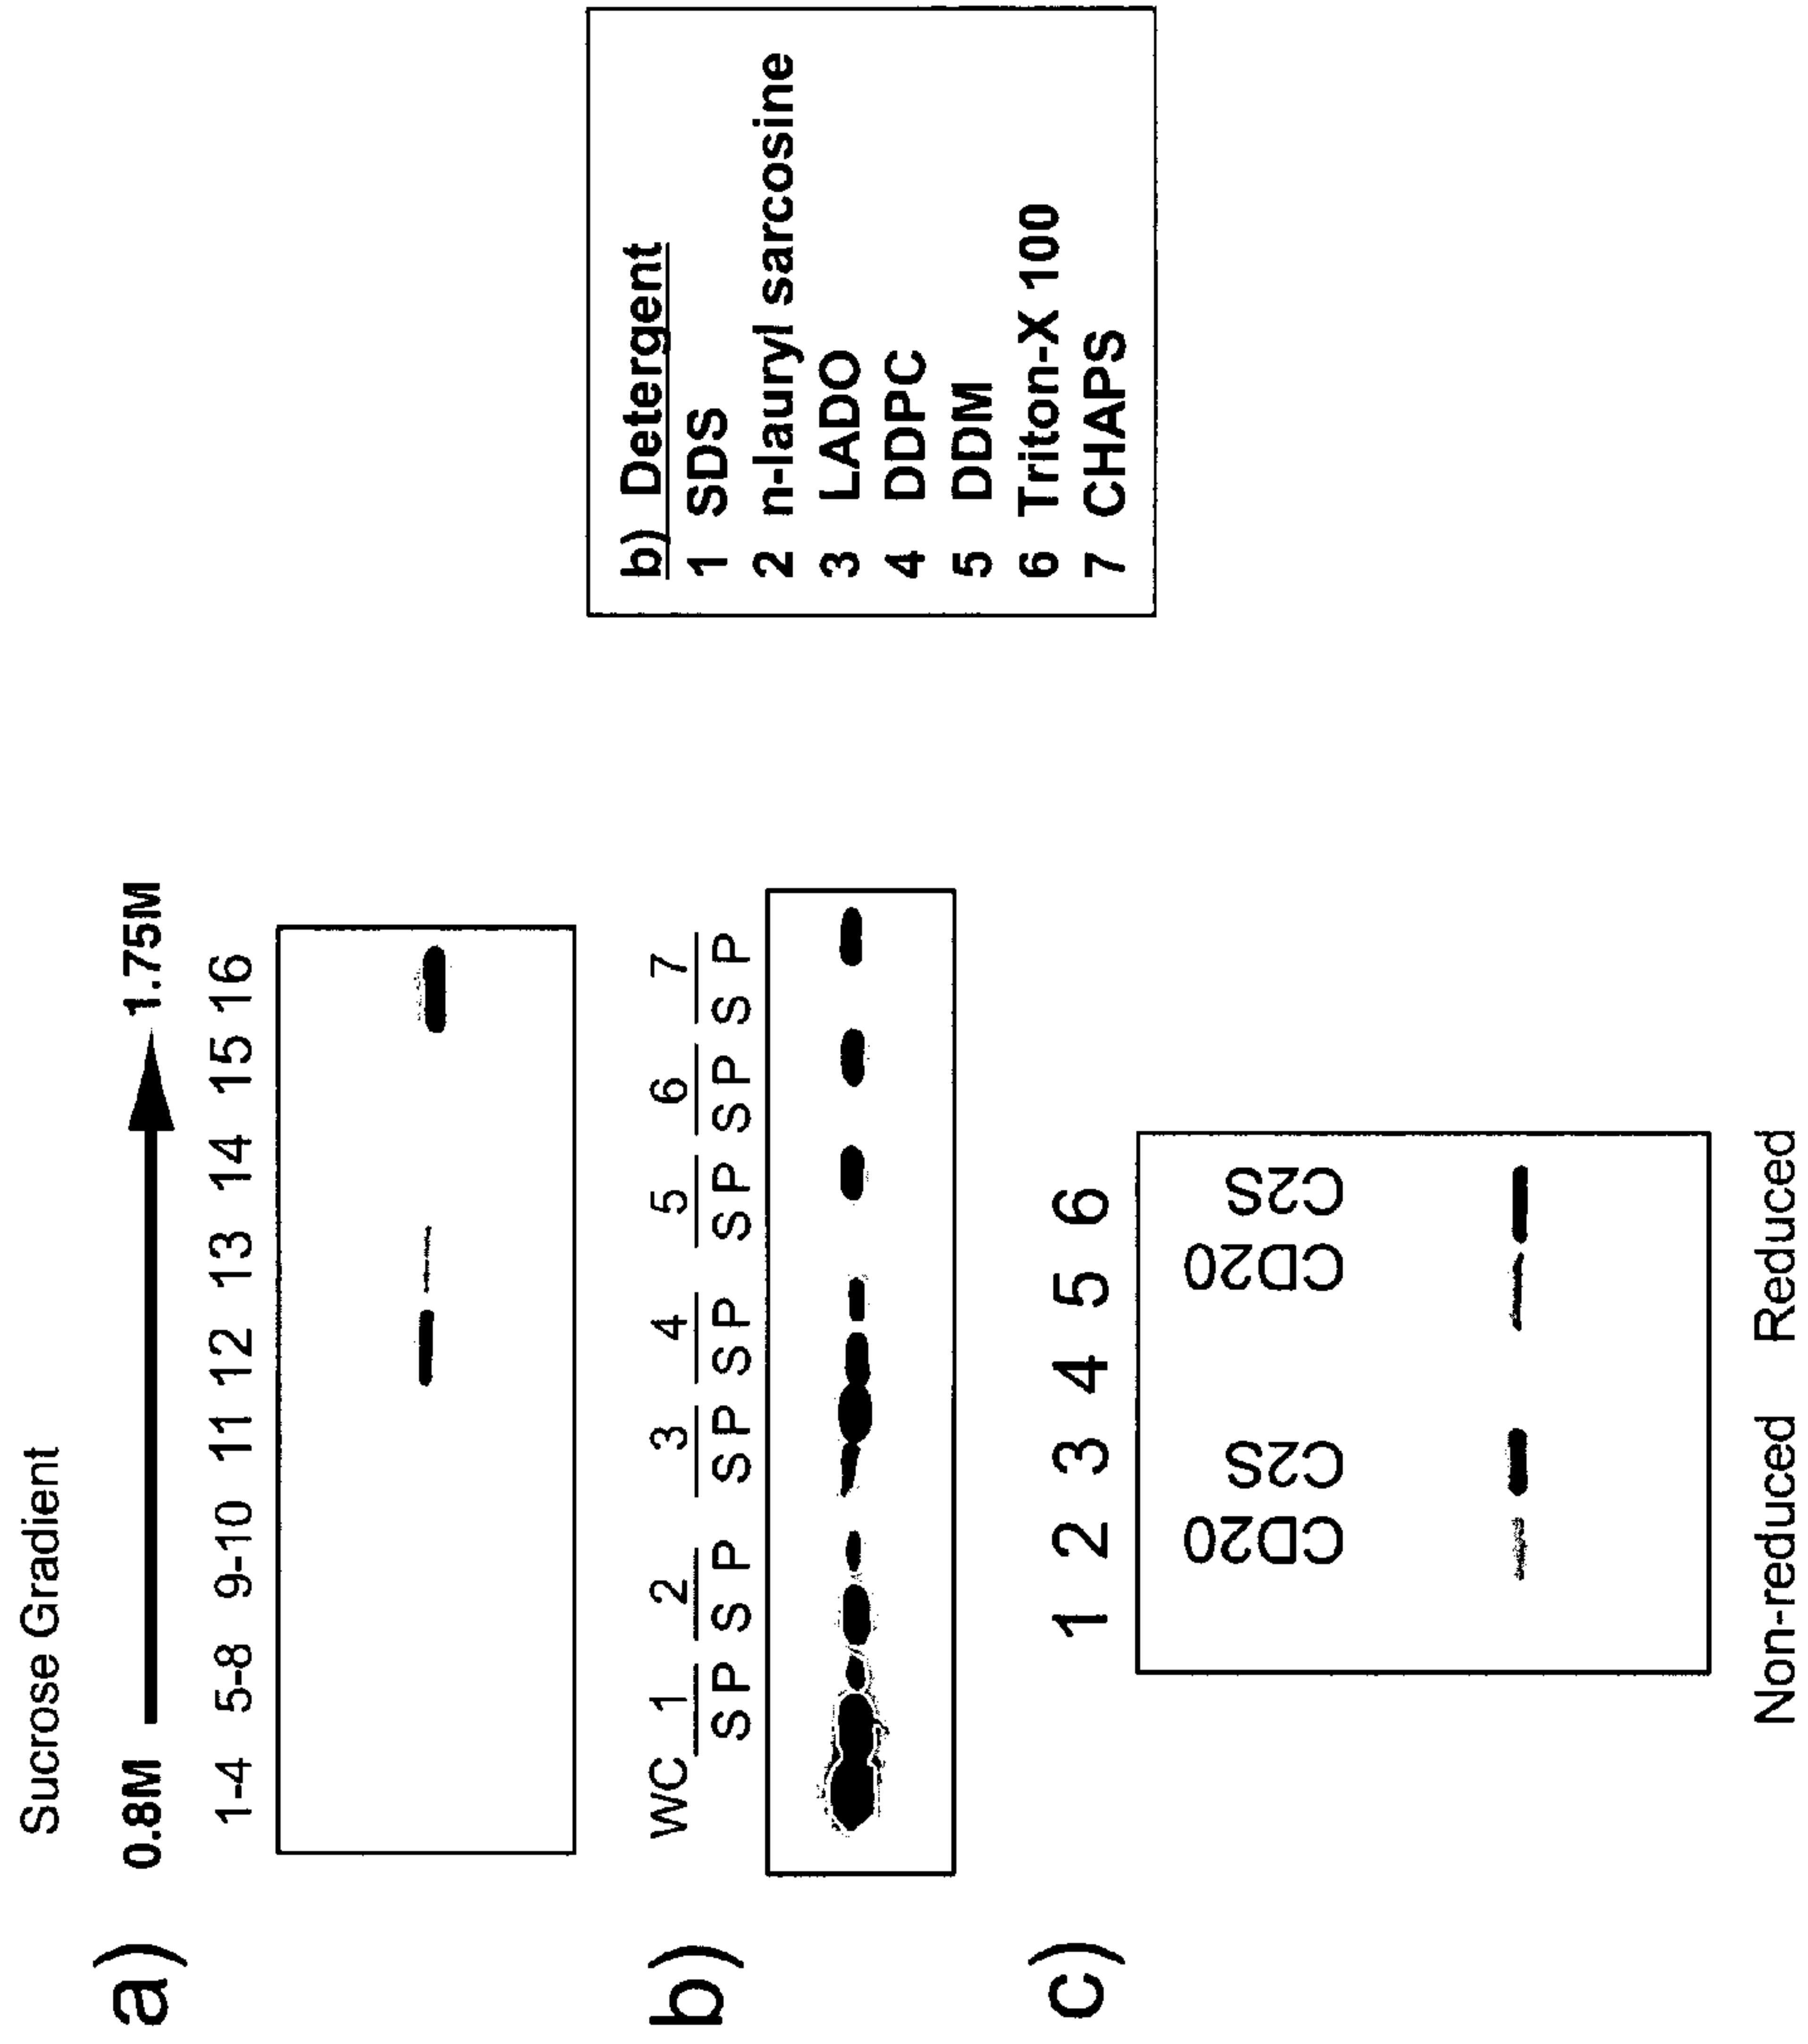 Sucrose Gradient
a) 0.8M 1.75M
1-4 5-8 9-10 11 12 13 14 15 16
b) WC 1 2 3 4 5 6 7
S P S P S P S P S P S P S P
b) Detergent
1 SDS
2 n-lauryl sarcosine
3 LADO
4 DDPC
5 DDM
6 Triton-X 100
7 CHAPS
c) 1 2 3 4 5 6
CD20 C2S CD20 C2S
Non-reduced Reduced